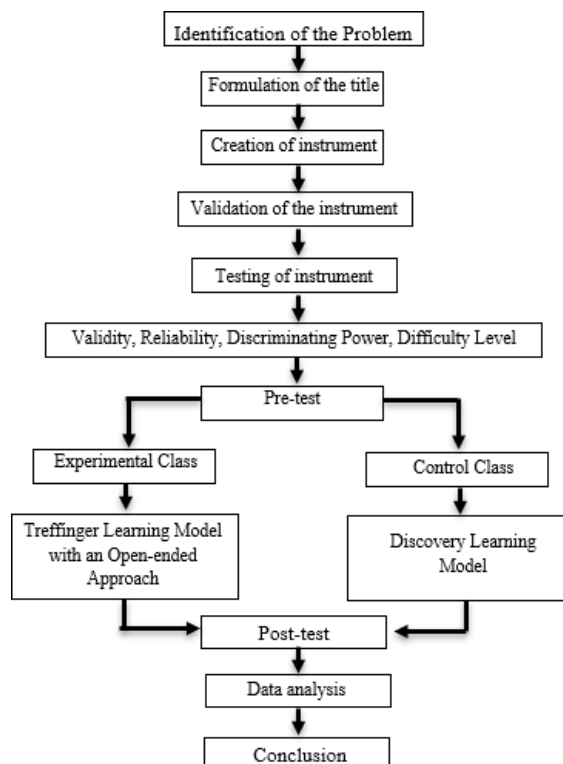 Identification of the Problem
Formulation of the title
Creation of instrument
Validation of the instrument
Testing of instrument
Validity, Reliability, Discriminating Power, Difficulty Level
Pre-test
Experimental Class
Control Class
Treffinger Learning Model
with an Open-ended
Approach
Discovery Learning
Model
Post-test
Data analysis
Conclusion